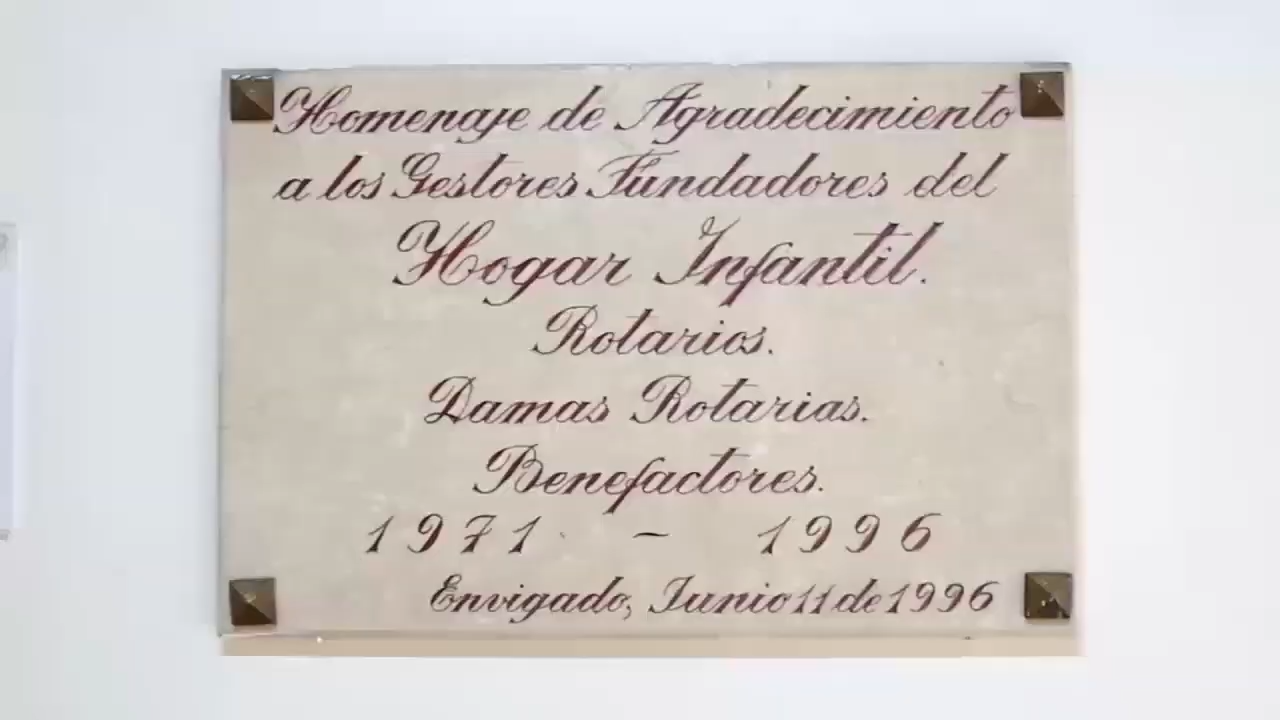 Homenaje de Agradecimiento
a los Gestores Fundadores del
Hogar Infantil.
Rotarios.
Damas Rotarias.
Benefactores.
1971 - 1996
Envigado, Junio 11 de 1996